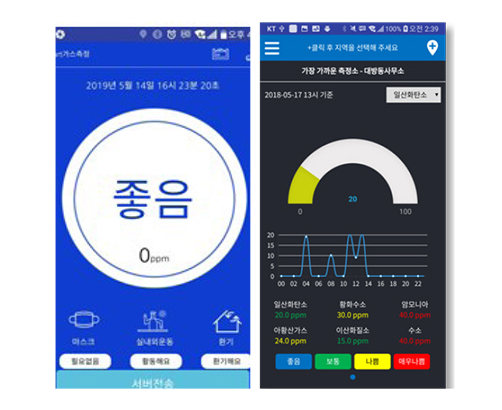 오후 4
art가스측정
2019년 5월 14일 16시 23분 20초
좋음
0ppm
마스크 실내외운동 환기
필요없음 활동해요 환기해요
서버전송
KT 100% 오전 2:39
+클릭 후 지역을 선택해 주세요
가장 가까운 측정소 - 대방동사무소
2018-05-17 13시 기준 일산화탄소
20
0 100
20
15
10
5
0
00 02 04 06 08 10 12 14 16 18 20 22
일산화탄소 황화수소 암모니아
20.0 ppm 30.0 ppm 40.0 ppm
아황산가스 이산화질소 수소
24.0 ppm 15.0 ppm 40.0 ppm
좋음 보통 나쁨 매우나쁨